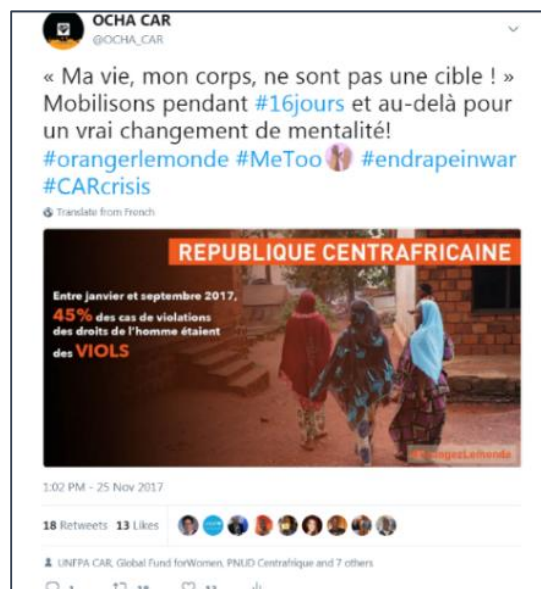 OCHA CAR
@OCHA_CAR
« Ma vie, mon corps, ne sont pas une cible ! »
Mobilisons pendant #16jours et au-delà pour
un vrai changement de mentalité!
#orangerlemonde #MeToo #endrapeinwar
#CARcrisis
Translate from French
REPUBLIQUE CENTRAFRICAINE
Entre janvier et septembre 2017,
45% des cas de violations
des droits de l'homme étaient
des VIOLS
#OrangezLemonde
1:02 PM - 25 Nov 2017
18 Retweets 13 Likes
UNFPA CAR, Global Fund forWomen, PNUD Centrafrique and 7 others